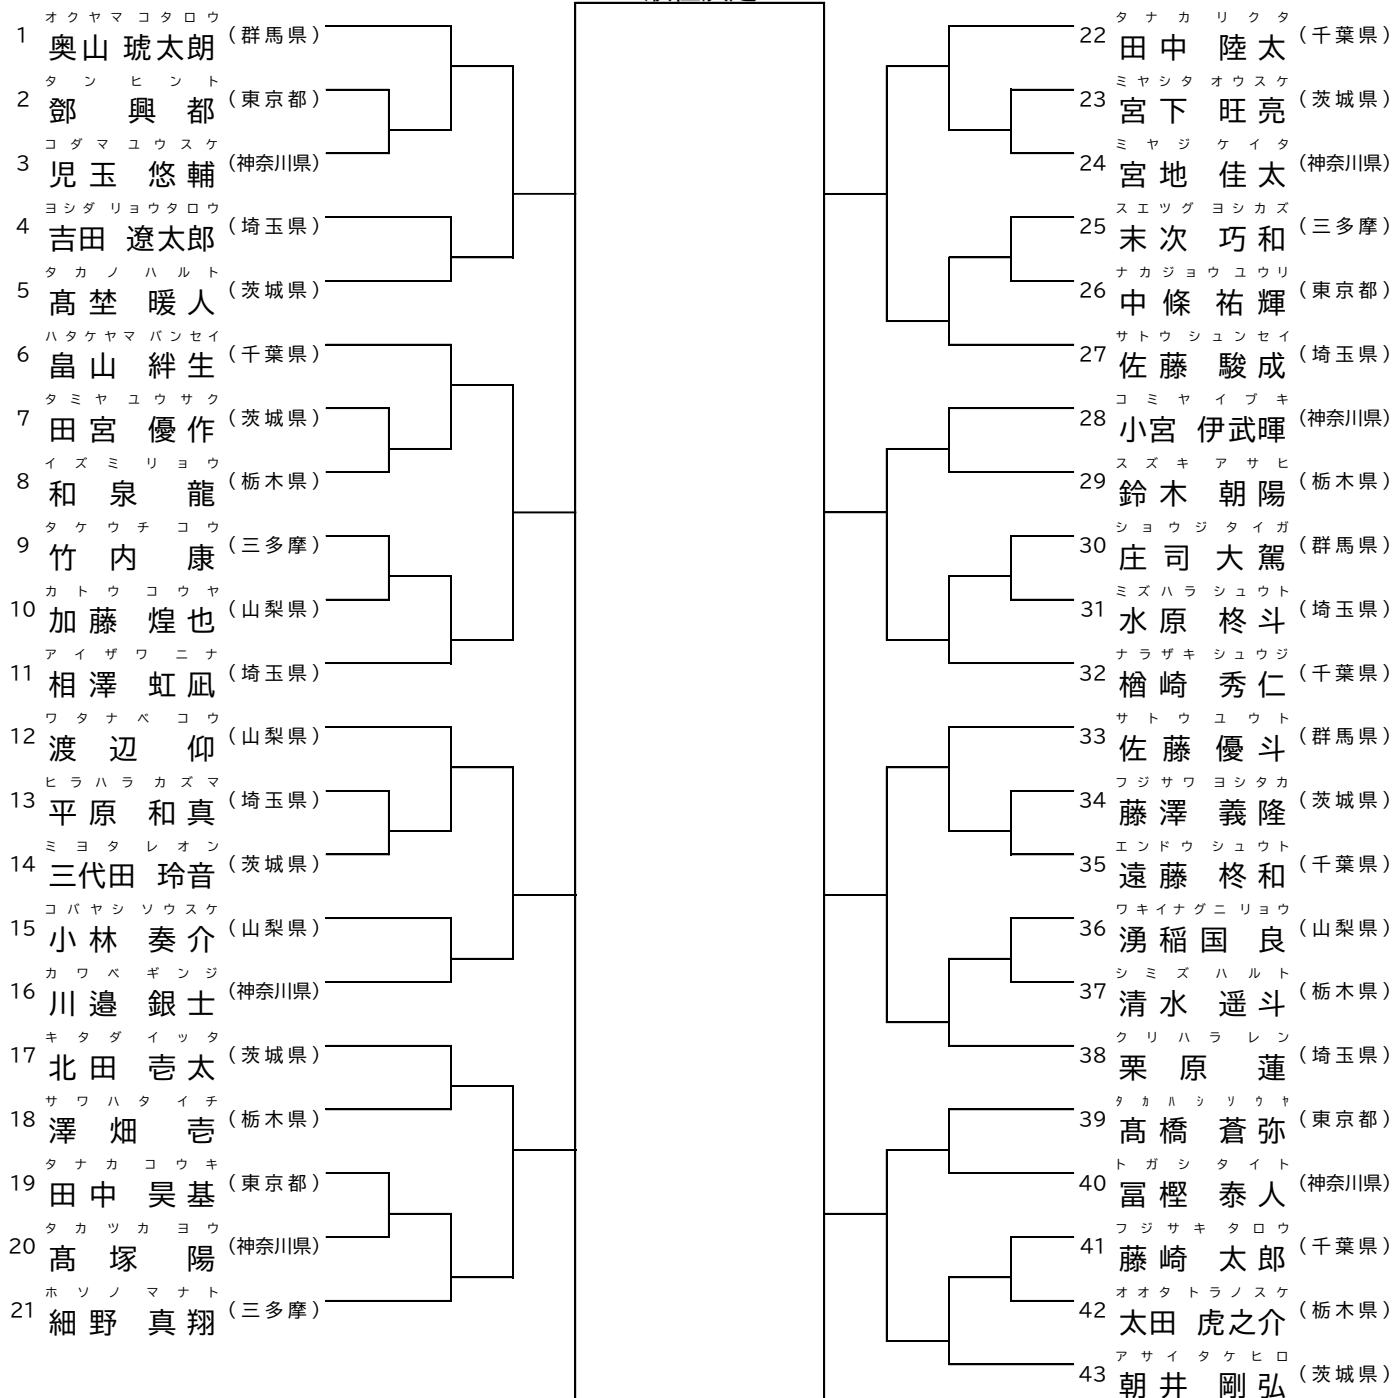 オクヤマ コタロウ
1 奥山 琥太朗 (群馬県)
タン ヒント
2 鄧 興都 (東京都)
コダマ ユウスケ
3 児玉 悠輔 (神奈川県)
ヨシダ リョウタロウ
4 吉田 遼太郎 (埼玉県)
タカノ ハルト
5 髙埜 暖人 (茨城県)
ハタケヤマ バンセイ
6 畠山 絆生 (千葉県)
タミヤ ユウサク
7 田宮 優作 (茨城県)
イズミ リョウ
8 和泉 龍 (栃木県)
タケウチ コウ
9 竹内 康 (三多摩)
カトウ コウヤ
10 加藤 煌也 (山梨県)
アイザワ ニナ
11 相澤 虹凪 (埼玉県)
ワタナベ コウ
12 渡辺 仰 (山梨県)
ヒラハラ カズマ
13 平原 和真 (埼玉県)
ミヨタ レオン
14 三代田 玲音 (茨城県)
コバヤシ ソウスケ
15 小林 奏介 (山梨県)
カワベ ギンジ
16 川邉 銀士 (神奈川県)
キタダ イッタ
17 北田 壱太 (茨城県)
サワハタ イチ
18 澤畑 壱 (栃木県)
タナカ コウキ
19 田中 昊基 (東京都)
タカツカ ヨウ
20 髙塚 陽 (神奈川県)
ホソノ マナト
21 細野 真翔 (三多摩)
タナカ リクタ
22 田中 陸太 (千葉県)
ミヤシタ オウスケ
23 宮下 旺亮 (茨城県)
ミヤジ ケイタ
24 宮地 佳太 (神奈川県)
スエツグ ヨシカズ
25 末次 巧和 (三多摩)
ナカジョウ ユウリ
26 中條 祐輝 (東京都)
サトウ シュンセイ
27 佐藤 駿成 (埼玉県)
コミヤ イブキ
28 小宮 伊武暉 (神奈川県)
スズキ アサヒ
29 鈴木 朝陽 (栃木県)
ショウジ タイガ
30 庄司 大駕 (群馬県)
ミズハラ シュウト
31 水原 柊斗 (埼玉県)
ナラザキ シュウジ
32 楢崎 秀仁 (千葉県)
サトウ ユウト
33 佐藤 優斗 (群馬県)
フジサワ ヨシタカ
34 藤澤 義隆 (茨城県)
エンドウ シュウト
35 遠藤 柊和 (千葉県)
ワキイナグニ リョウ
36 湧稲国 良 (山梨県)
シミズ ハルト
37 清水 遥斗 (栃木県)
クリハラ レン
38 栗原 蓮 (埼玉県)
タカハシ ソウヤ
39 髙橋 蒼弥 (東京都)
トガシ タイト
40 冨樫 泰人 (神奈川県)
フジサキ タロウ
41 藤崎 太郎 (千葉県)
オオタ トラノスケ
42 太田 虎之介 (栃木県)
アサイ タケヒロ
43 朝井 剛弘 (茨城県)